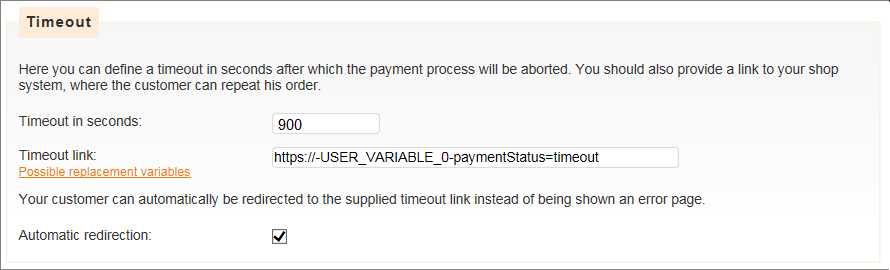 Timeout
Here you can define a timeout in seconds after which the payment process will be aborted. You should also provide a link to your shop
system, where the customer can repeat his order.
Timeout in seconds:
900
Timeout link:
https://-USER_VARIABLE_0-paymentStatus=timeout
Possible replacement variables
Your customer can automatically be redirected to the supplied timeout link instead of being shown an error page.
Automatic redirection: